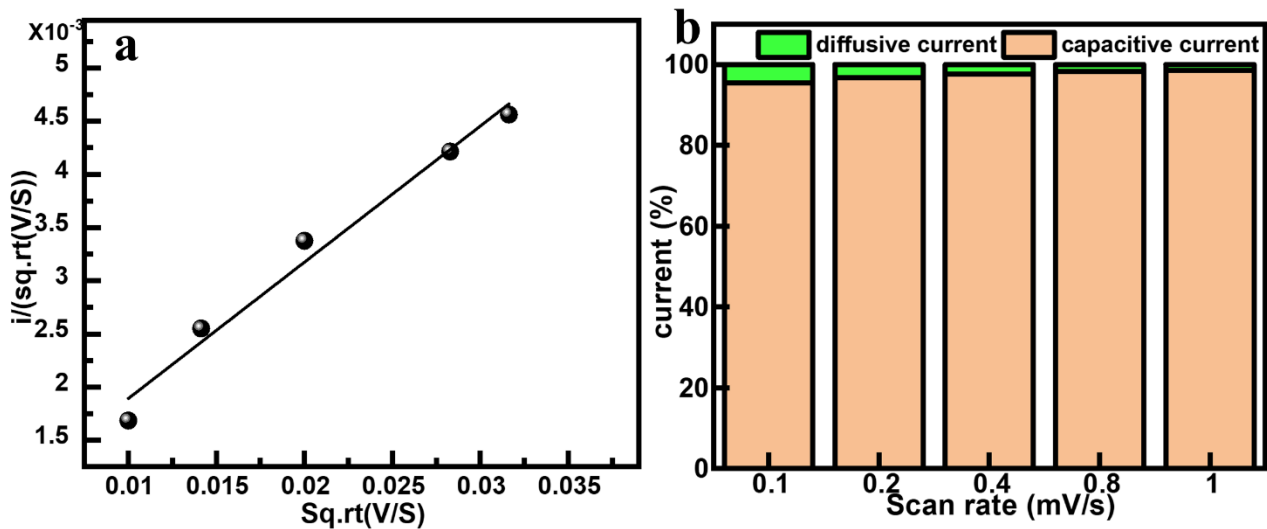 X10-3
a
5
4.5
4
3.5
3
2.5
2
1.5
i/(sq.rt(V/S))
0.01 0.015 0.02 0.025 0.03 0.035
Sq.rt(V/S)
b
diffusive current capacitive current
100
80
60
40
20
0
current (%)
0.1 0.2 0.4 0.8 1
Scan rate (mV/s)